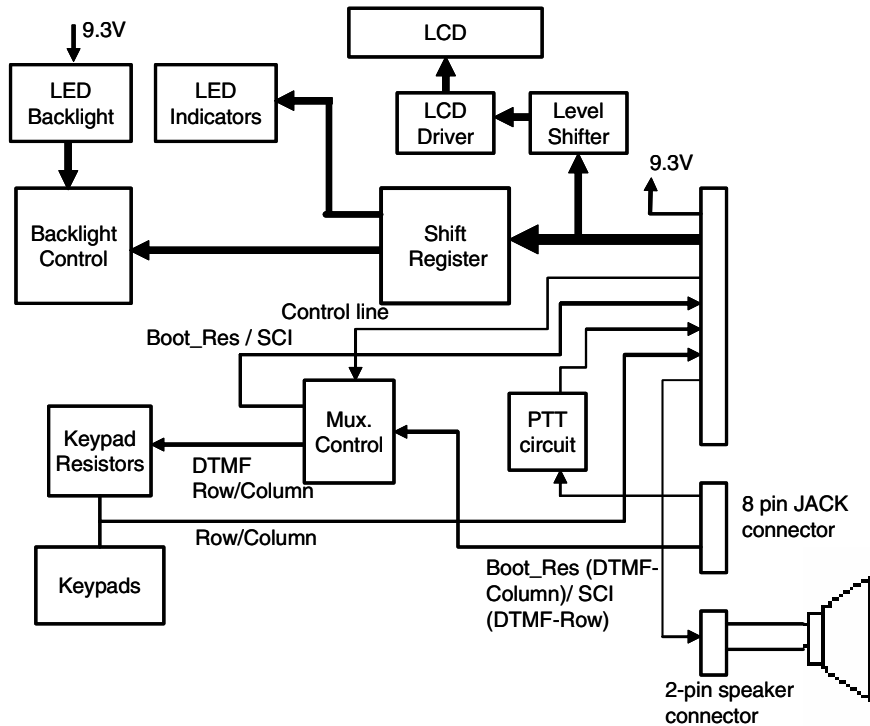 9.3V
LCD
LED
Backlight
LED
Indicators
LCD
Driver
Level
Shifter
9.3V
Backlight
Control
Shift
Register
Control line
Boot_Res / SCI
Mux.
Control
PTT
circuit
Keypad
Resistors
DTMF
Row/Column
Row/Column
8 pin JACK
connector
Keypads
Boot_Res (DTMF-
Column)/ SCI
(DTMF-Row)
2-pin speaker
connector